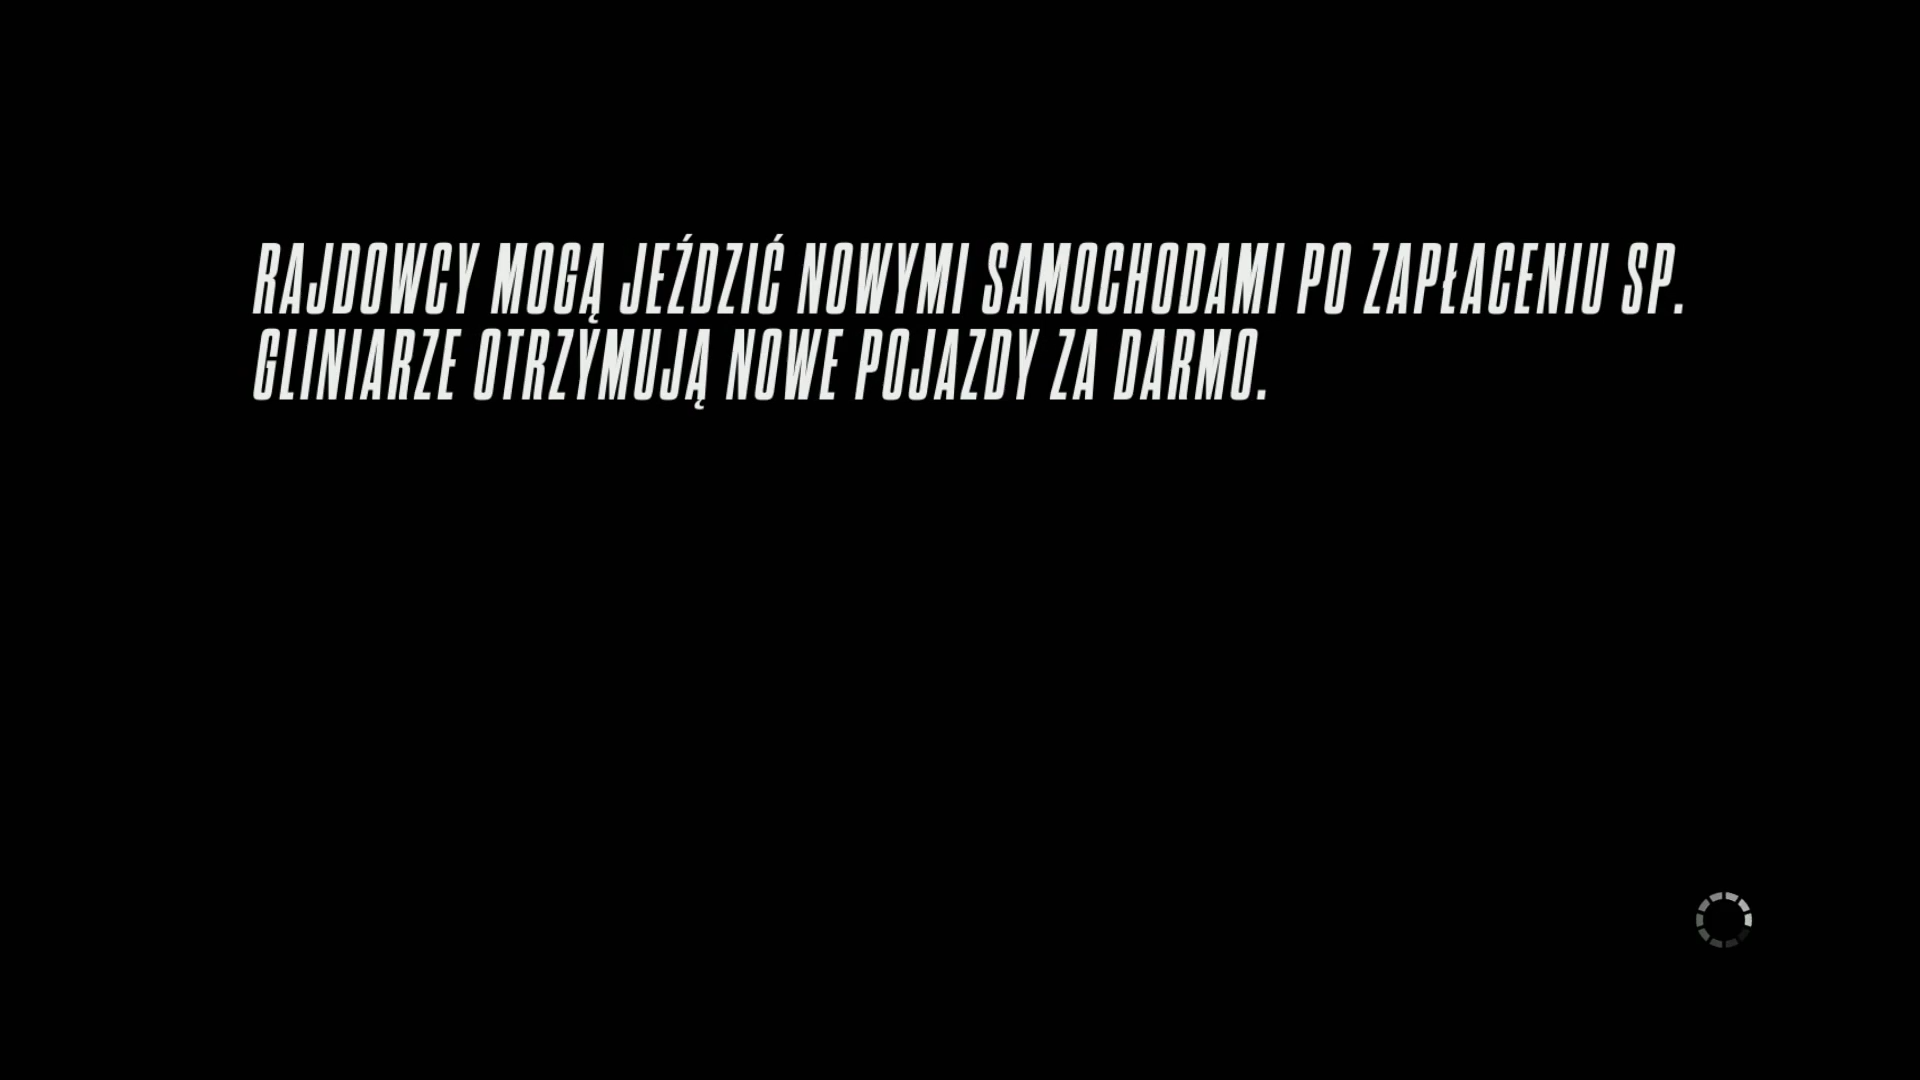 RAJDOWCY MOGĄ JEŹDZIĆ NOWYMI SAMOCHODAMI PO ZAPŁACENIU SP.
GLINIARZE OTRZYMUJĄ NOWE POJAZDY ZA DARMO.